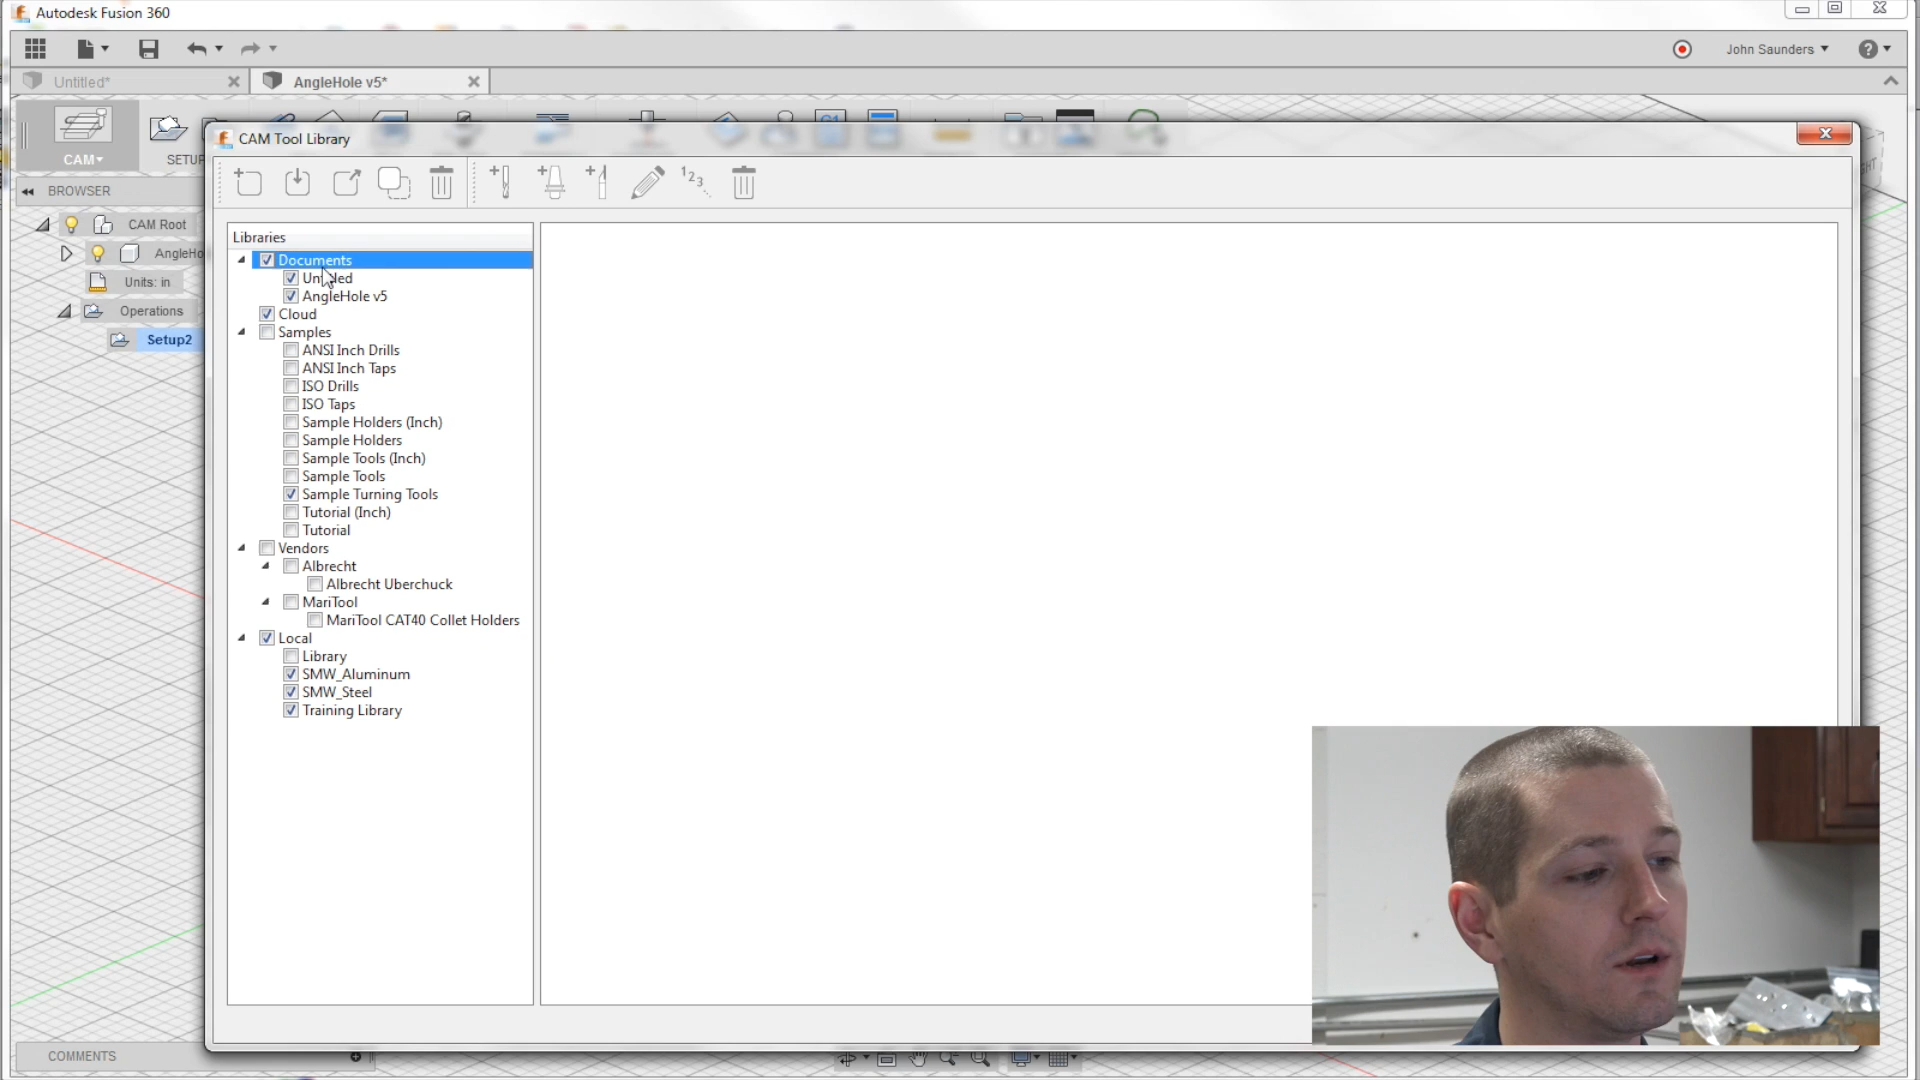 Autodesk Fusion 360
John Saunders
Untitled*
AngleHole v5*
CAM
SETUP
CAM Tool Library
BROWSER
CAM Root
AngleHo
Units: in
Operations
Setup2
123
Libraries
Documents
Untitled
AngleHole v5
Cloud
Samples
ANSI Inch Drills
ANSI Inch Taps
ISO Drills
ISO Taps
Sample Holders (Inch)
Sample Holders
Sample Tools (Inch)
Sample Tools
Sample Turning Tools
Tutorial (Inch)
Tutorial
Vendors
Albrecht
Albrecht Uberchuck
MariTool
MariTool CAT40 Collet Holders
Local
Library
SMW_Aluminum
SMW_Steel
Training Library
COMMENTS